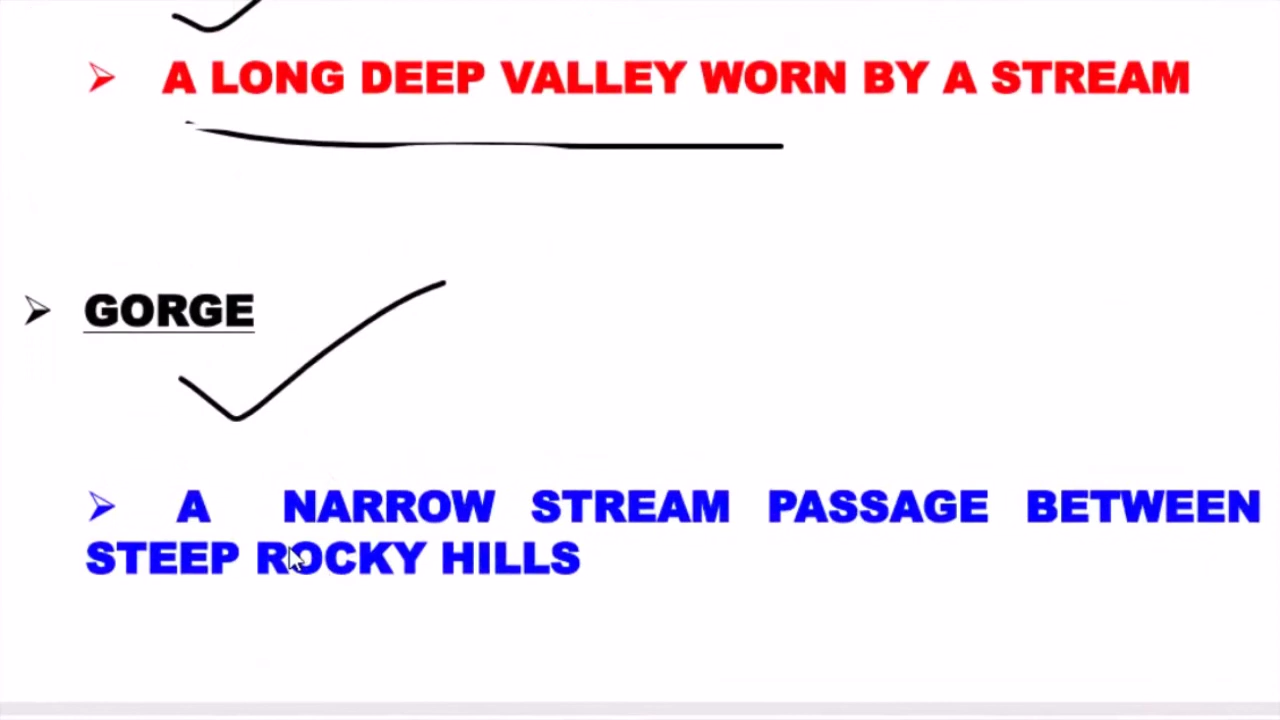 A LONG DEEP VALLEY WORN BY A STREAM
GORGE
A NARROW STREAM PASSAGE BETWEEN
STEEP ROCKY HILLS